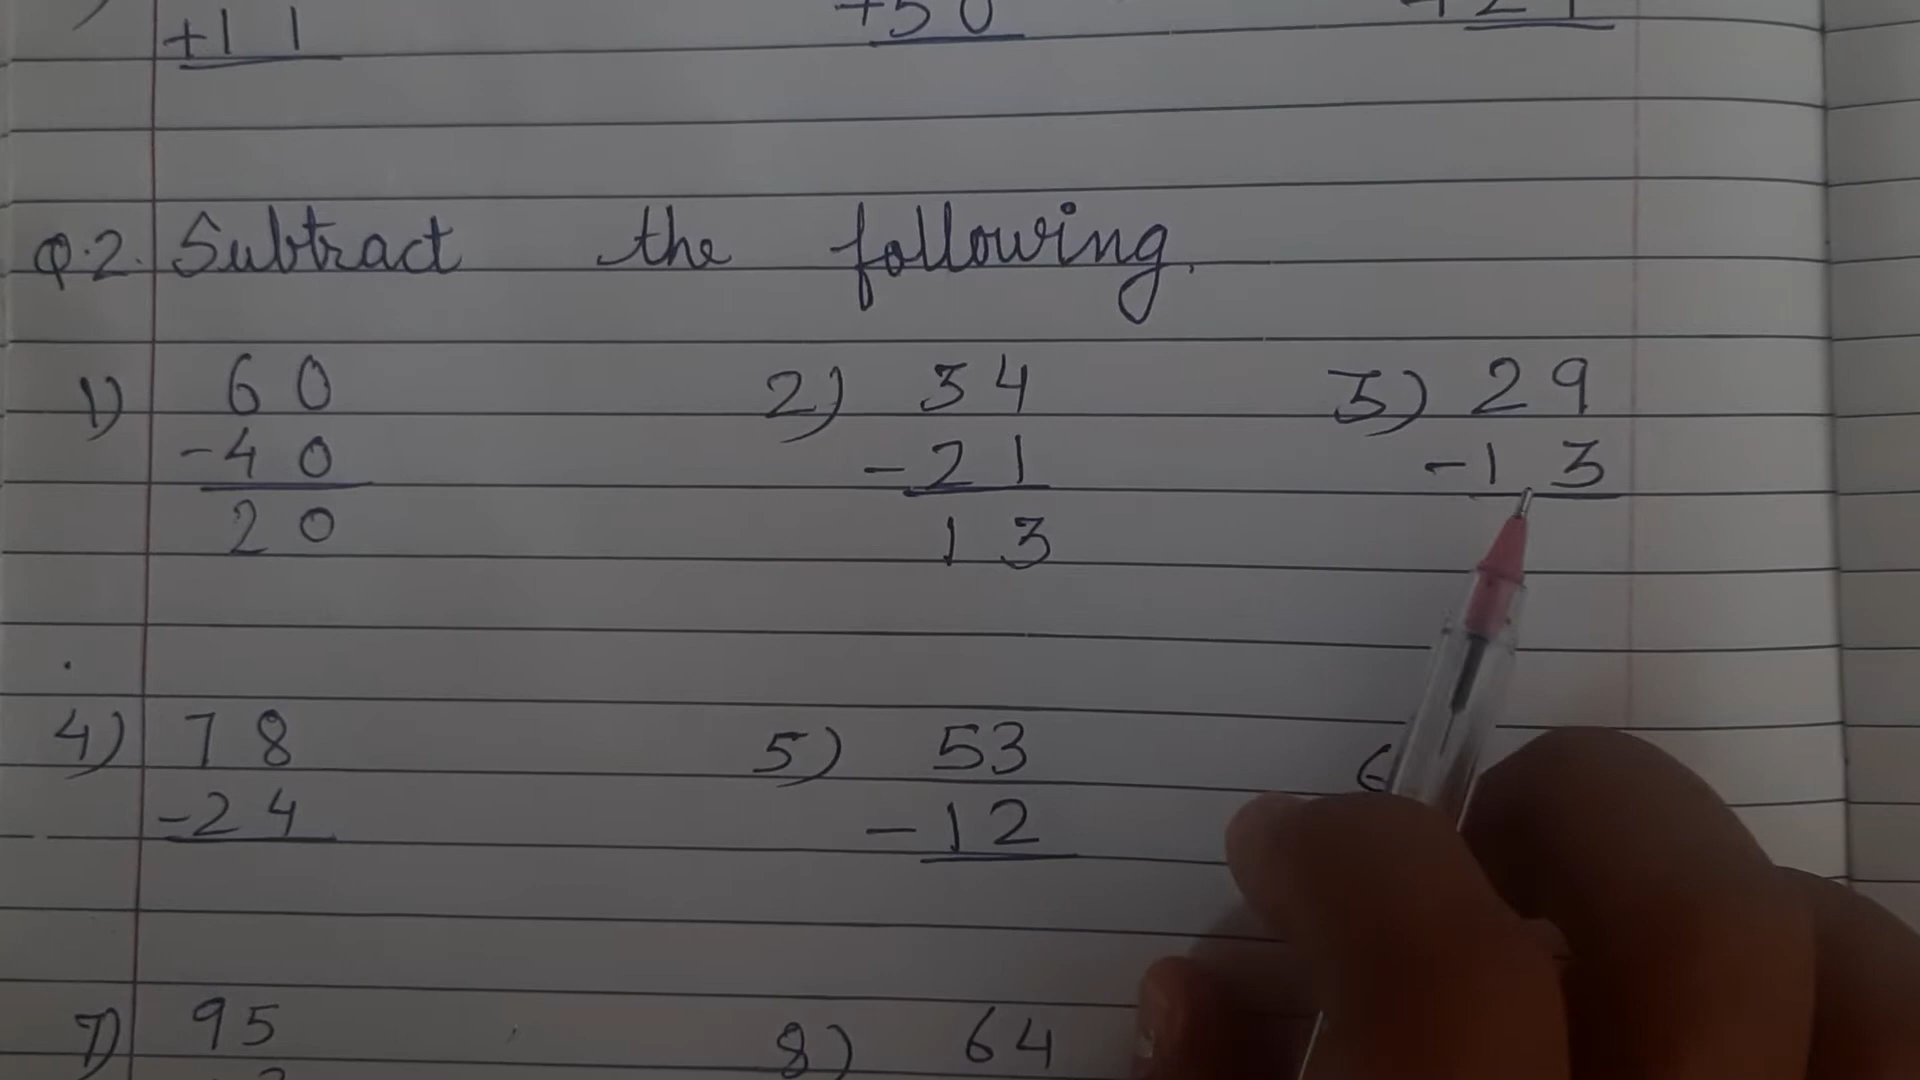 +11 +50
Q.2. Subtract the following.
1) 60 2) 34 3) 29
-40 -21 -13
20 13
4) 78 5) 53
-24 -12
7) 95 8) 64